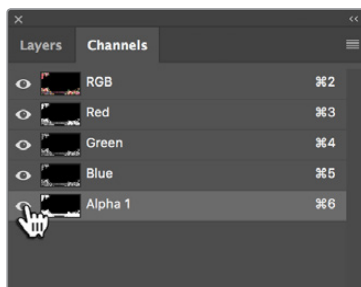 Layers Channels
RGB ⌘2
Red ⌘3
Green ⌘4
Blue ⌘5
Alpha 1 ⌘6